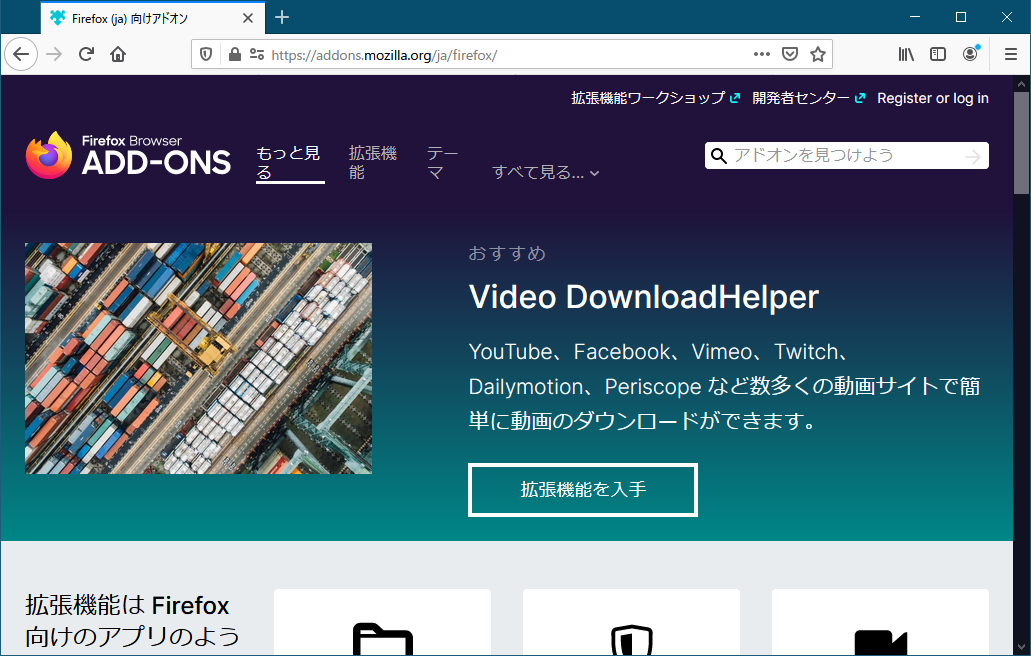 Firefox (ja) 向けアドオン
https://addons.mozilla.org/ja/firefox/
拡張機能ワークショップ 開発者センター Register or log in
Firefox Browser
ADD-ONS
もっと見
る
拡張機
能
テー
マ
すべて見る...
アドオンを見つけよう
おすすめ
Video DownloadHelper
YouTube、Facebook、Vimeo、Twitch、
Dailymotion、Periscope など数多くの動画サイトで簡
単に動画のダウンロードができます。
拡張機能を入手
拡張機能は Firefox
向けのアプリのよう